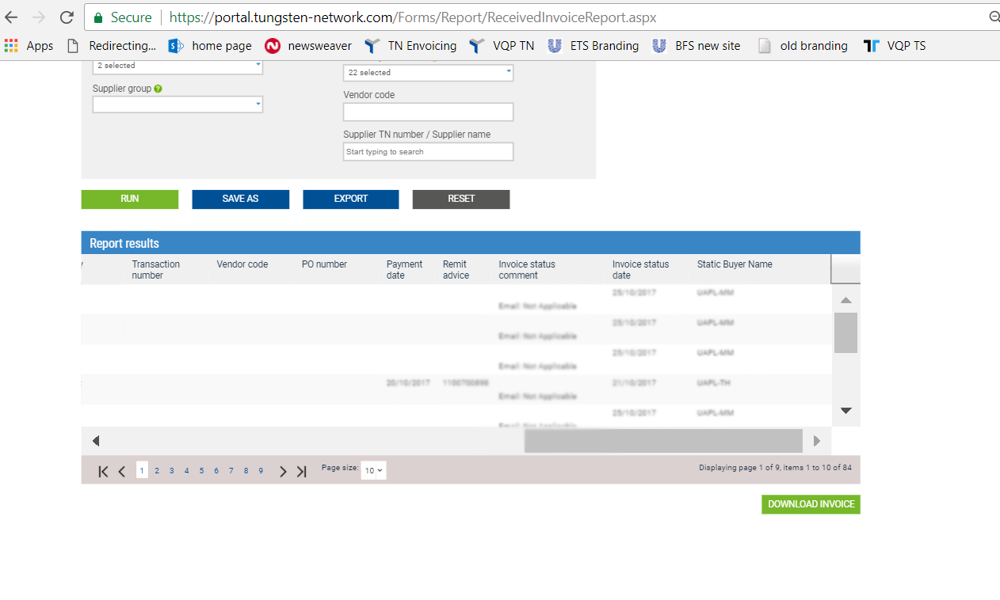 Secure https://portal.tungsten-network.com/Forms/Report/ReceivedInvoiceReport.aspx
Apps Redirecting... home page newsweaver TN Envoicing VQP TN ETS Branding BFS new site old branding VQP TS
2 selected
22 selected
Supplier group ?
Vendor code
Supplier TN number / Supplier name
Start typing to search
RUN SAVE AS EXPORT RESET
Report results
Transaction number Vendor code PO number Payment date Remit advice Invoice status comment Invoice status date Static Buyer Name
25/10/2017 UAPL-MM
Email: Not Applicable
25/10/2017 UAPL-MM
Email: Not Applicable
25/10/2017 UAPL-MM
Email: Not Applicable
20/10/2017 21/10/2017 UAPL-TH
Email: Not Applicable
25/10/2017 UAPL-MM
Email: Not Applicable
1 2 3 4 5 6 7 8 9 Page size: 10 Displaying page 1 of 9, items 1 to 10 of 84
DOWNLOAD INVOICE